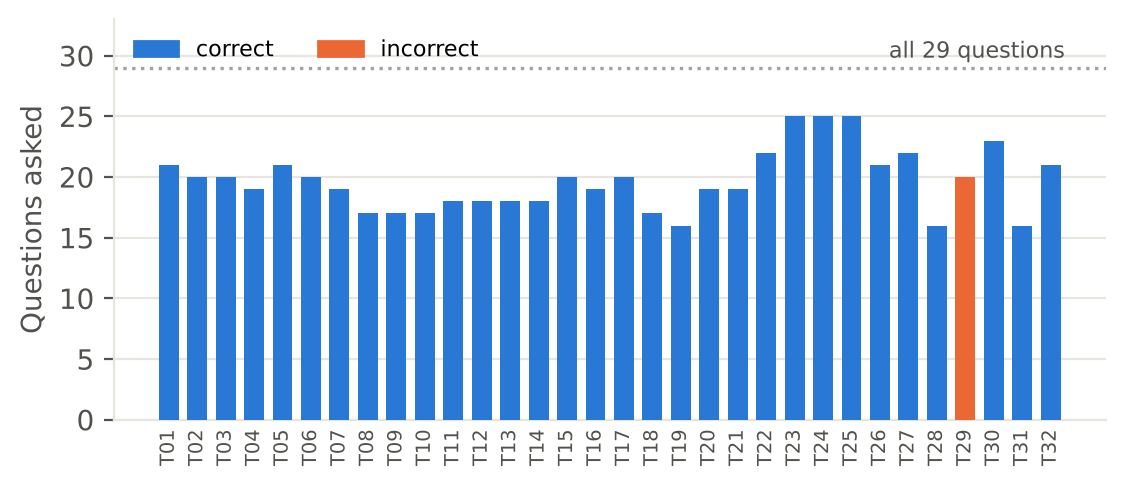 correct
incorrect
all 29 questions
Questions asked
30
25
20
15
10
5
0
T01
T02
T03
T04
T05
T06
T07
T08
T09
T10
T11
T12
T13
T14
T15
T16
T17
T18
T19
T20
T21
T22
T23
T24
T25
T26
T27
T28
T29
T30
T31
T32